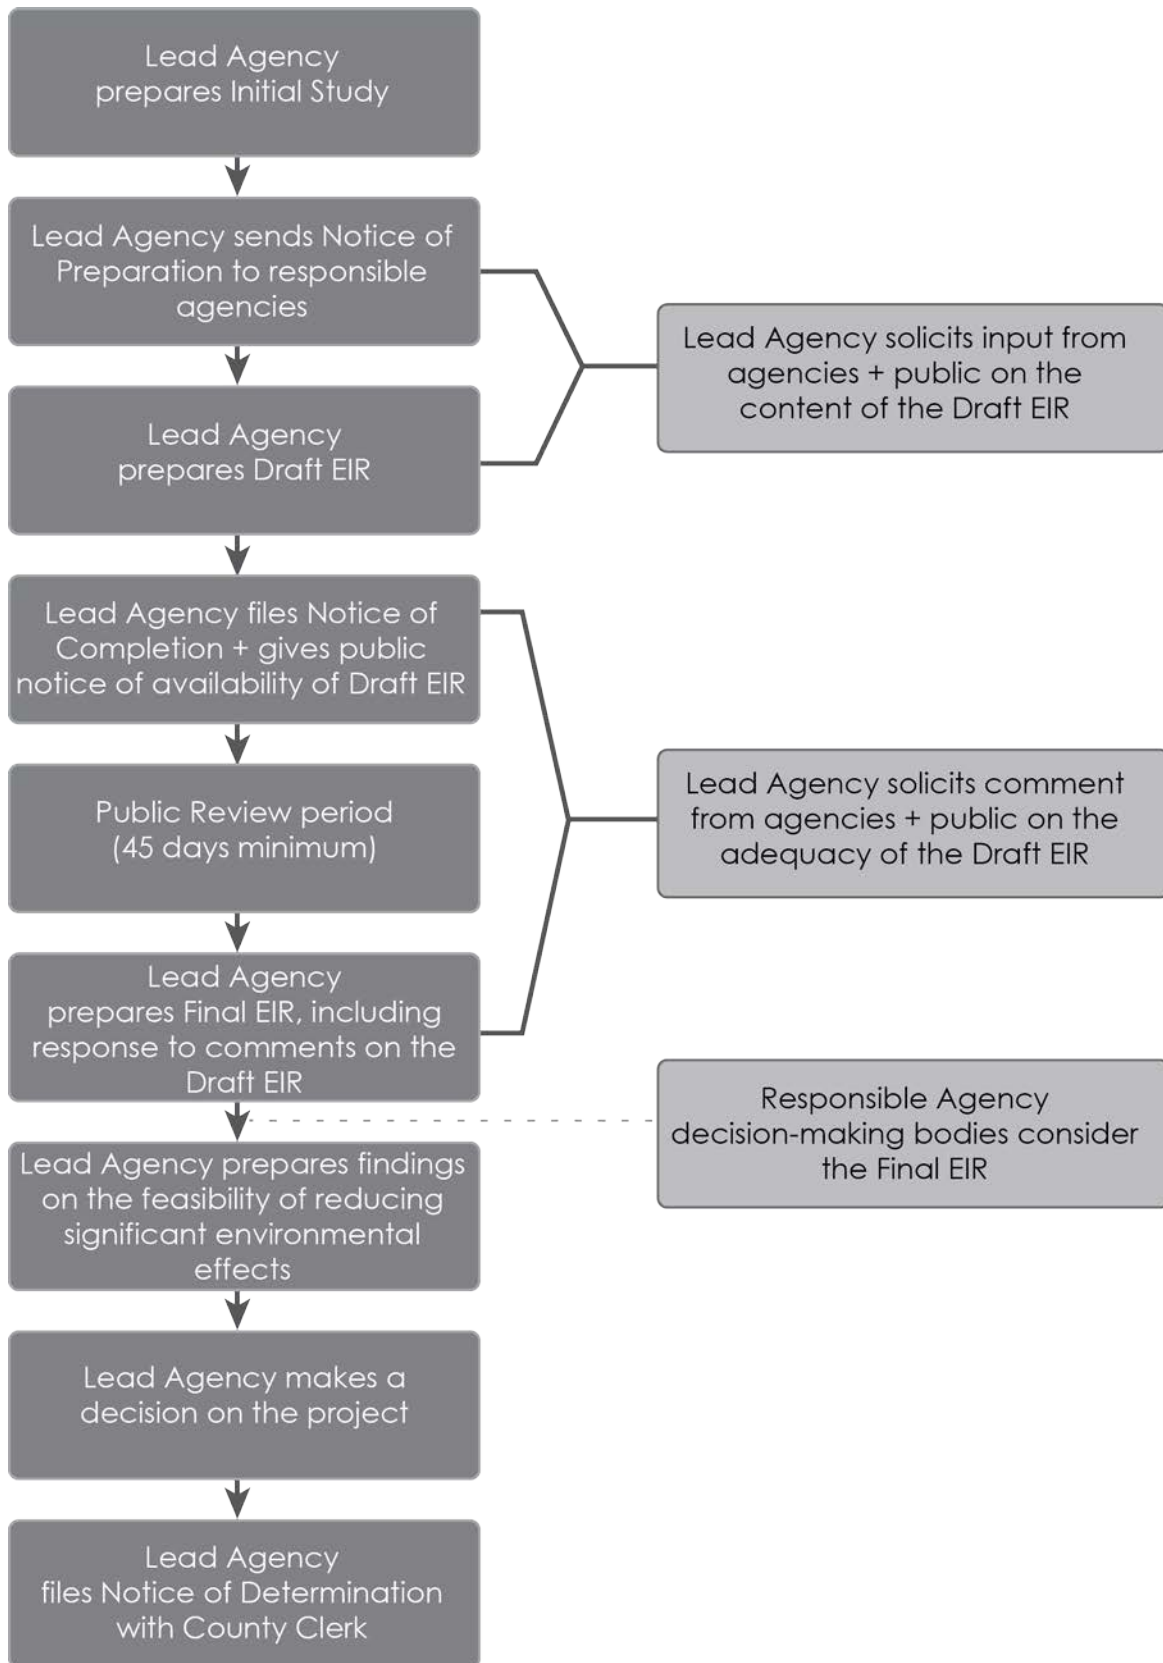 Lead Agency
prepares Initial Study
Lead Agency sends Notice of
Preparation to responsible
agencies
Lead Agency solicits input from
agencies + public on the
content of the Draft EIR
Lead Agency
prepares Draft EIR
Lead Agency files Notice of
Completion + gives public
notice of availability of Draft EIR
Public Review period
(45 days minimum)
Lead Agency solicits comment
from agencies + public on the
adequacy of the Draft EIR
Lead Agency
prepares Final EIR, including
response to comments on the
Draft EIR
Responsible Agency
decision-making bodies consider
the Final EIR
Lead Agency prepares findings
on the feasibility of reducing
significant environmental
effects
Lead Agency makes a
decision on the project
Lead Agency
files Notice of Determination
with County Clerk